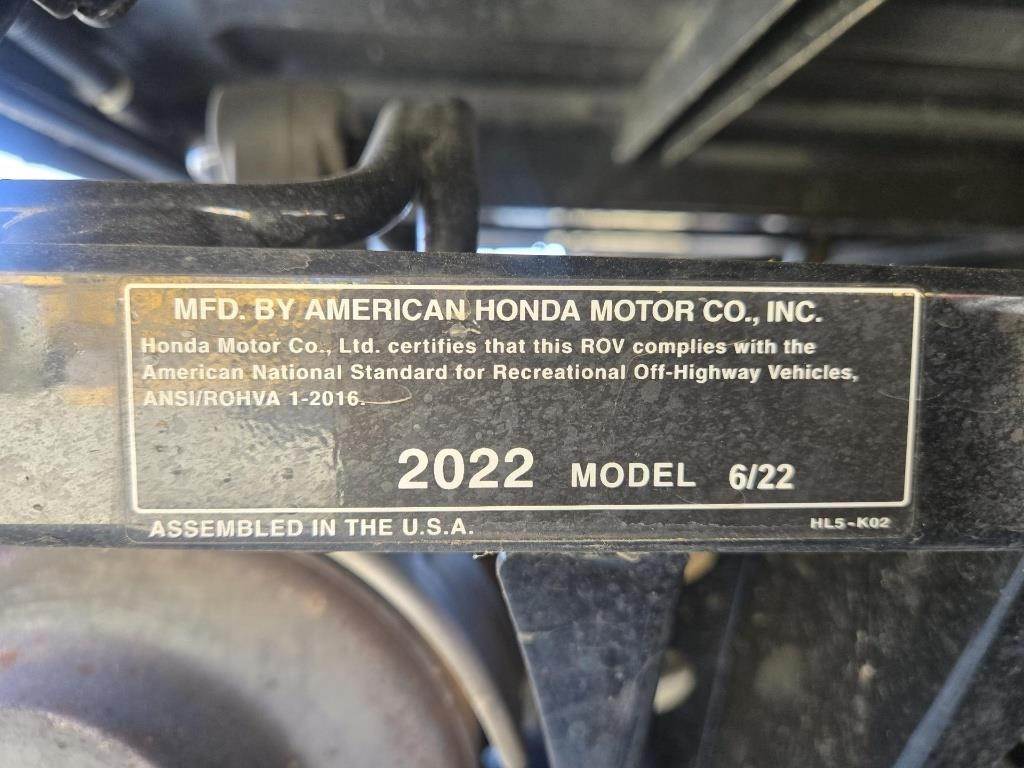 MFD. BY AMERICAN HONDA MOTOR CO., INC.
Honda Motor Co., Ltd. certifies that this ROV complies with the
American National Standard for Recreational Off-Highway Vehicles,
ANSI/ROHVA 1-2016.
2022 MODEL 6/22
ASSEMBLED IN THE U.S.A. HL5-K02